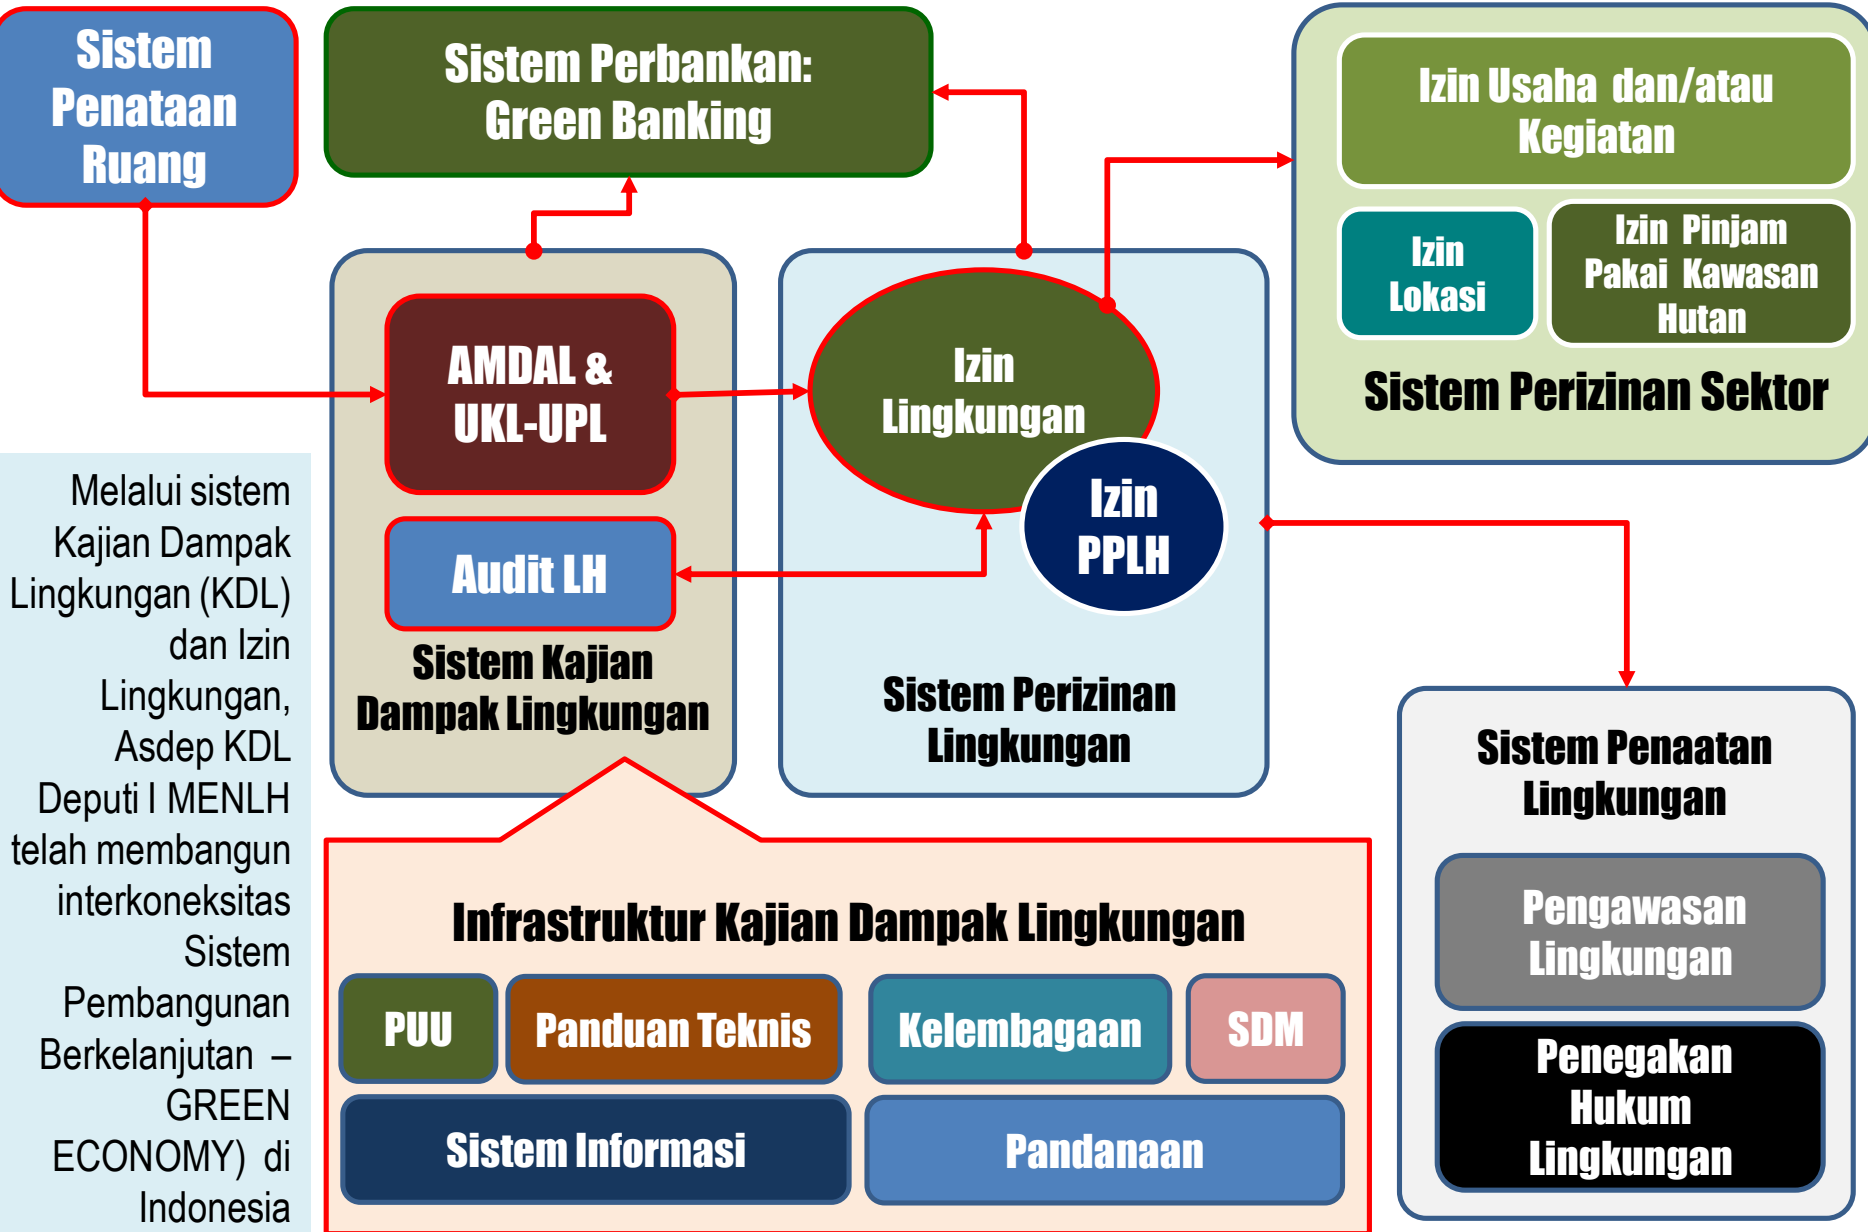 Sistem
Penataan
Ruang
Sistem Perbankan:
Green Banking
Izin Usaha dan/atau
Kegiatan
Izin
Lokasi
Izin Pinjam
Pakai Kawasan
Hutan
Sistem Perizinan Sektor
AMDAL &
UKL-UPL
Audit LH
Sistem Kajian
Dampak Lingkungan
Izin
Lingkungan
Izin
PPLH
Sistem Perizinan
Lingkungan
Melalui sistem
Kajian Dampak
Lingkungan (KDL)
dan Izin
Lingkungan,
Asdep KDL
Deputi I MENLH
telah membangun
interkoneksitas
Sistem
Pembangunan
Berkelanjutan –
GREEN
ECONOMY) di
Indonesia
Infrastruktur Kajian Dampak Lingkungan
PUU
Panduan Teknis
Kelembagaan
SDM
Sistem Informasi
Pandanaan
Sistem Penaatan
Lingkungan
Pengawasan
Lingkungan
Penegakan
Hukum
Lingkungan